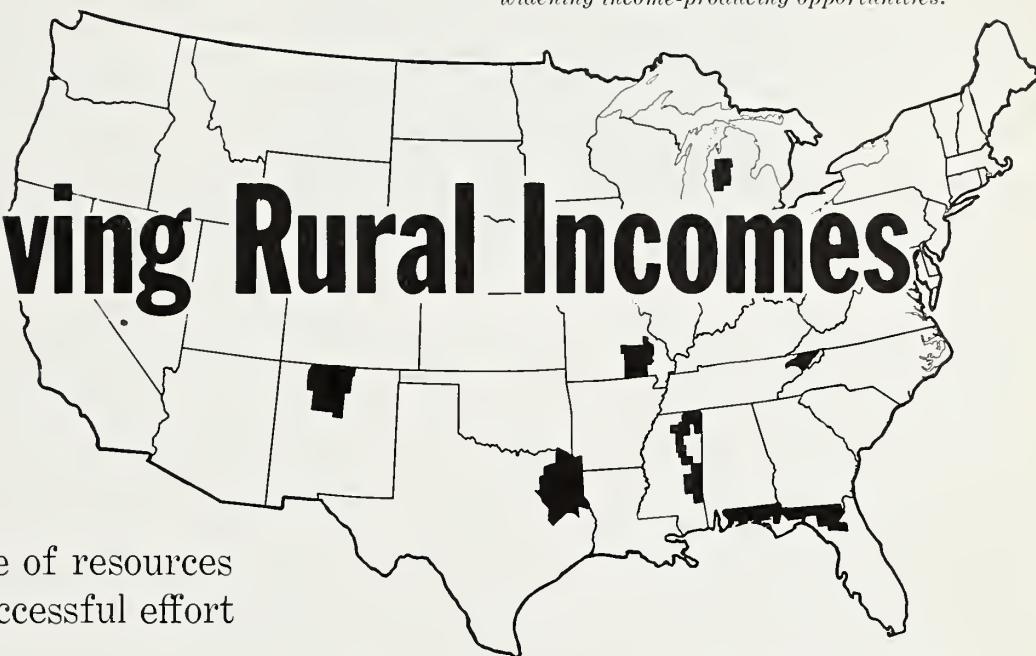 widening income-producing opportunities.
ving Rural Incomes
e of resources
ccessful effort